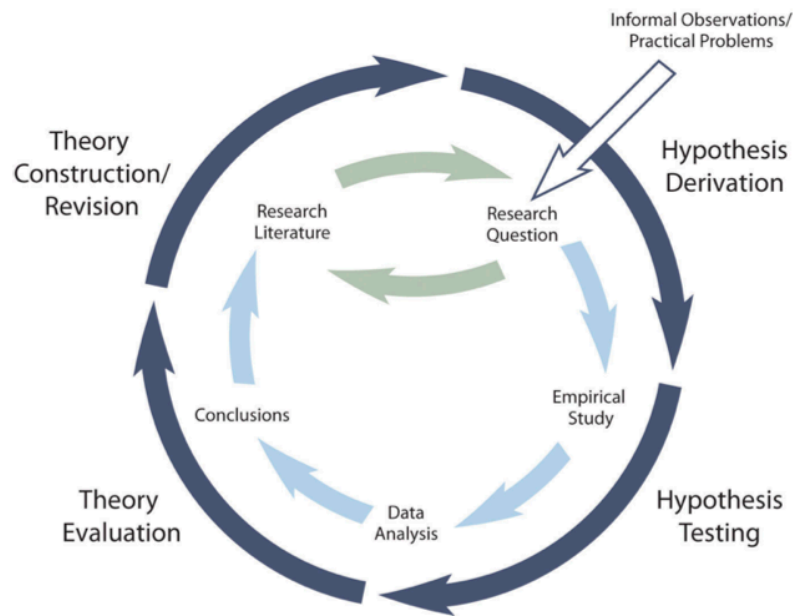 Informal Observations/
Practical Problems
Theory
Construction/
Revision
Hypothesis
Derivation
Research
Literature
Research
Question
Conclusions
Empirical
Study
Theory
Evaluation
Data
Analysis
Hypothesis
Testing